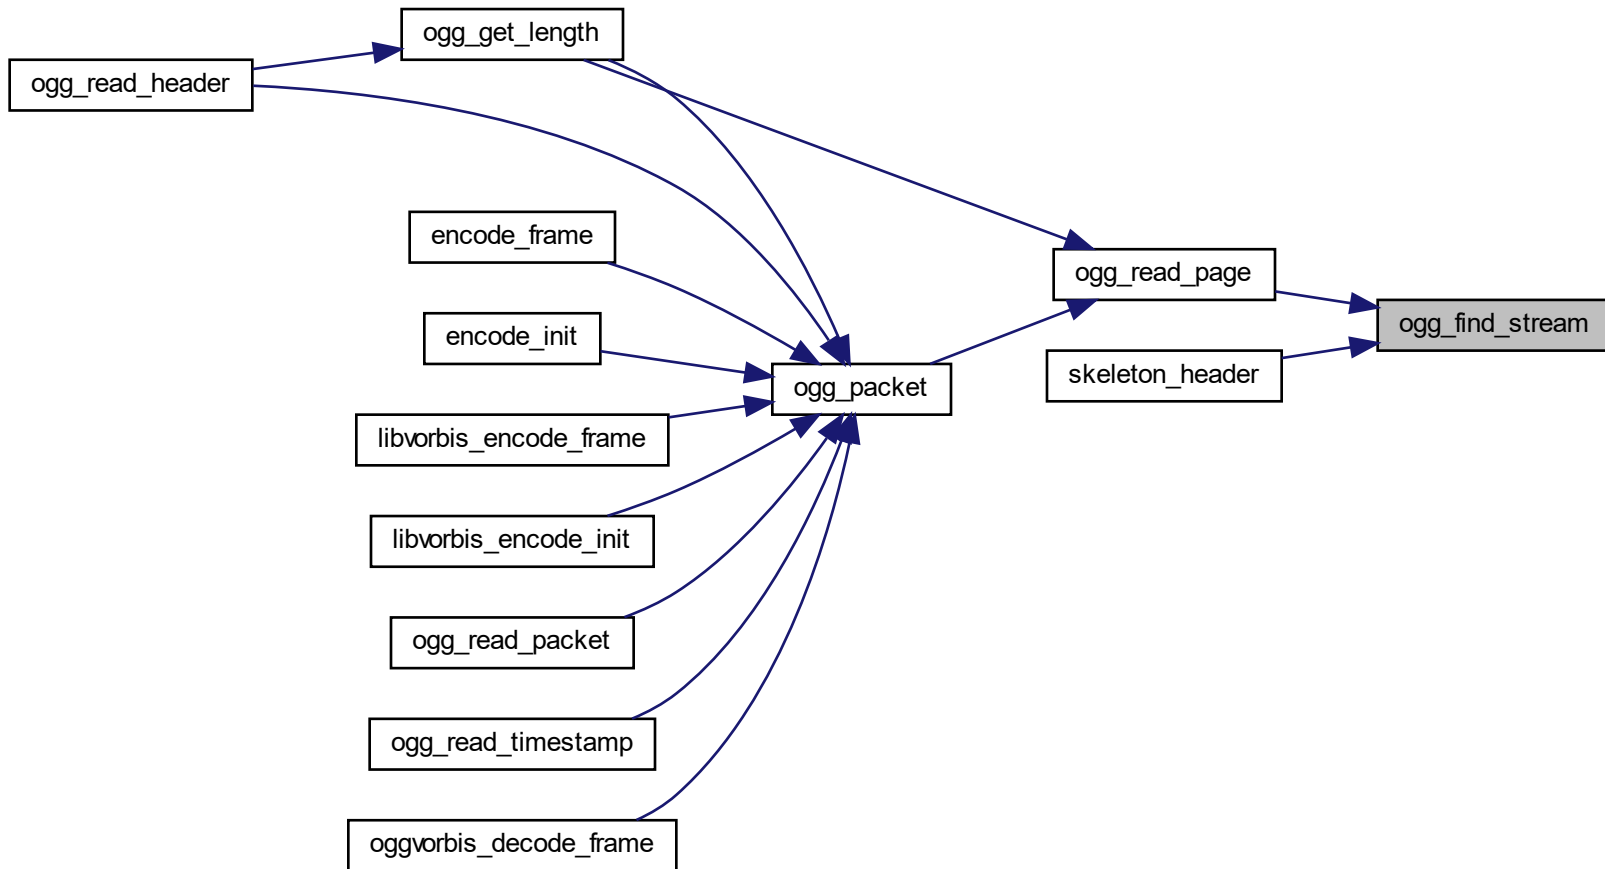 ogg_get_length
ogg_read_header
encode_frame
ogg_read_page
ogg_find_stream
encode_init
skeleton_header
ogg_packet
libvorbis_encode_frame
libvorbis_encode_init
ogg_read_packet
ogg_read_timestamp
oggvorbis_decode_frame